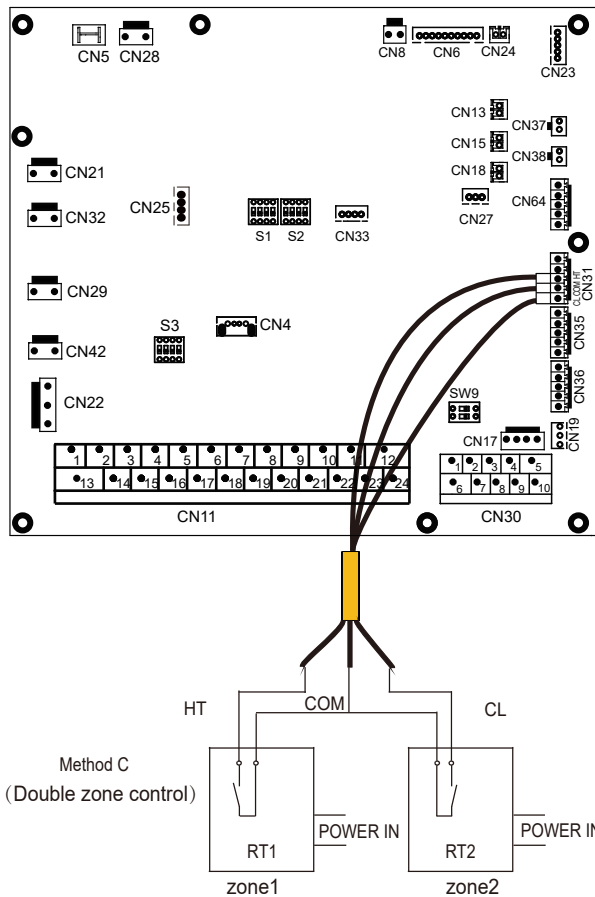 CN5
CN28
CN8
CN6
CN24
CN23
CN13
CN37
CN15
CN38
CN18
CN21
CN32
CN25
S1
S2
CN33
CN27
CN64
CN29
CL COM HT
CN31
S3
CN4
CN35
CN42
CN36
CN22
SW9
CN17
CN19
1 2 3 4 5 6 7 8 9 10 11 12
13 14 15 16 17 18 19 20 21 22 23 24
CN11
1 2 3 4 5
6 7 8 9 10
CN30
HT
COM
CL
Method C
(Double zone control)
POWER IN
POWER IN
RT1
RT2
zone1
zone2